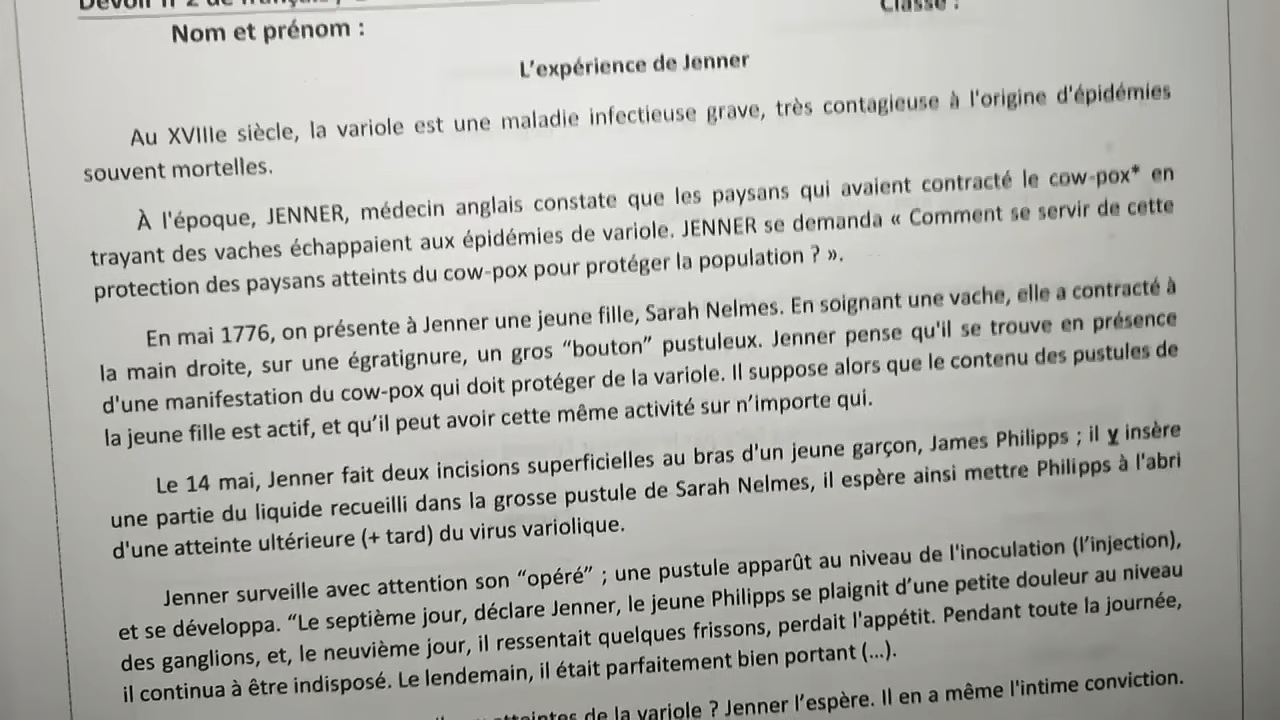 Devoir n°2 de français
Classe :
Nom et prénom :
L'expérience de Jenner
Au XVIIIe siècle, la variole est une maladie infectieuse grave, très contagieuse à l'origine d'épidémies
souvent mortelles.
À l'époque, JENNER, médecin anglais constate que les paysans qui avaient contracté le cow-pox* en
trayant des vaches échappaient aux épidémies de variole. JENNER se demanda « Comment se servir de cette
protection des paysans atteints du cow-pox pour protéger la population ? ».
En mai 1776, on présente à Jenner une jeune fille, Sarah Nelmes. En soignant une vache, elle a contracté à
la main droite, sur une égratignure, un gros “bouton” pustuleux. Jenner pense qu'il se trouve en présence
d'une manifestation du cow-pox qui doit protéger de la variole. Il suppose alors que le contenu des pustules de
la jeune fille est actif, et qu’il peut avoir cette même activité sur n’importe qui.
Le 14 mai, Jenner fait deux incisions superficielles au bras d'un jeune garçon, James Philipps ; il y insère
une partie du liquide recueilli dans la grosse pustule de Sarah Nelmes, il espère ainsi mettre Philipps à l'abri
d'une atteinte ultérieure (+ tard) du virus variolique.
Jenner surveille avec attention son “opéré” ; une pustule apparût au niveau de l'inoculation (l’injection),
et se développa. “Le septième jour, déclare Jenner, le jeune Philipps se plaignit d’une petite douleur au niveau
des ganglions, et, le neuvième jour, il ressentait quelques frissons, perdait l'appétit. Pendant toute la journée,
il continua à être indisposé. Le lendemain, il était parfaitement bien portant (...).
atteintes de la variole ? Jenner l’espère. Il en a même l'intime conviction.